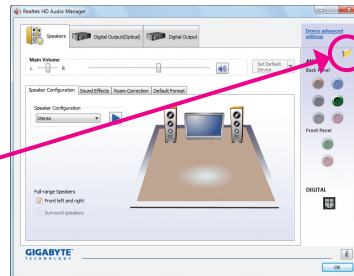 Realtek HD Audio Manager
Speakers
Digital Output(Optical)
Digital Output
Device advanced
settings
Main Volume
L
R
Set Default
Device
AN
Back Panel
Speaker Configuration
Sound Effects
Room Correction
Default Format
Speaker Configuration
Stereo
Front Panel
Full-range Speakers
Front left and right
Surround speakers
DIGITAL
GIGABYTE
TECHNOLOGY
OK